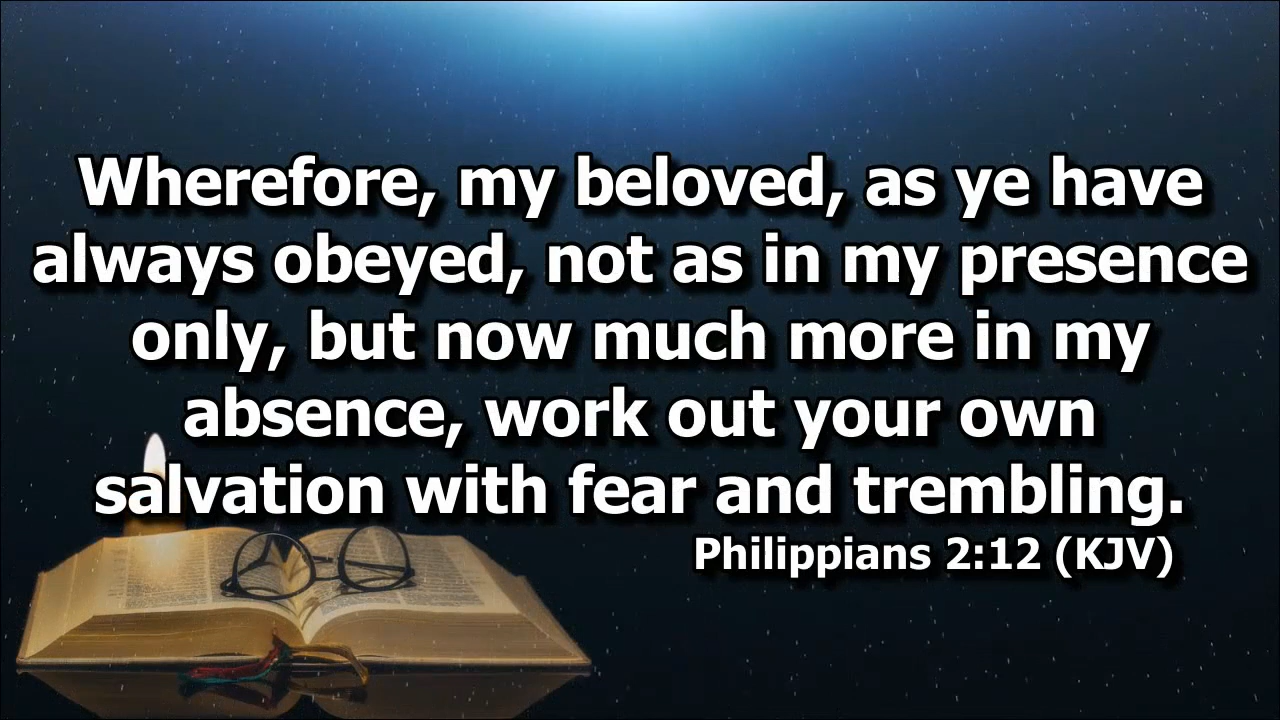 Wherefore, my beloved, as ye have
always obeyed, not as in my presence
only, but now much more in my
absence, work out your own
salvation with fear and trembling.
Philippians 2:12 (KJV)